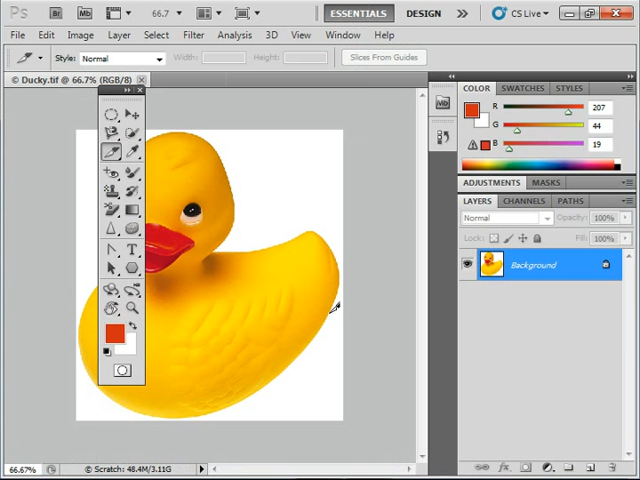 Ps Br Mb 66.7 ESSENTIALS DESIGN CS Live
File Edit Image Layer Select Filter Analysis 3D View Window Help
Style: Normal Width: Height: Slices From Guides
© Ducky.tif @ 66.7% (RGB/8)
COLOR SWATCHES STYLES
R 207
G 44
B 19
ADJUSTMENTS MASKS
LAYERS CHANNELS PATHS
Normal Opacity: 100%
Lock: Fill: 100%
Background
Mb
T
66.67% © Scratch: 48.4M/3.11G
fx